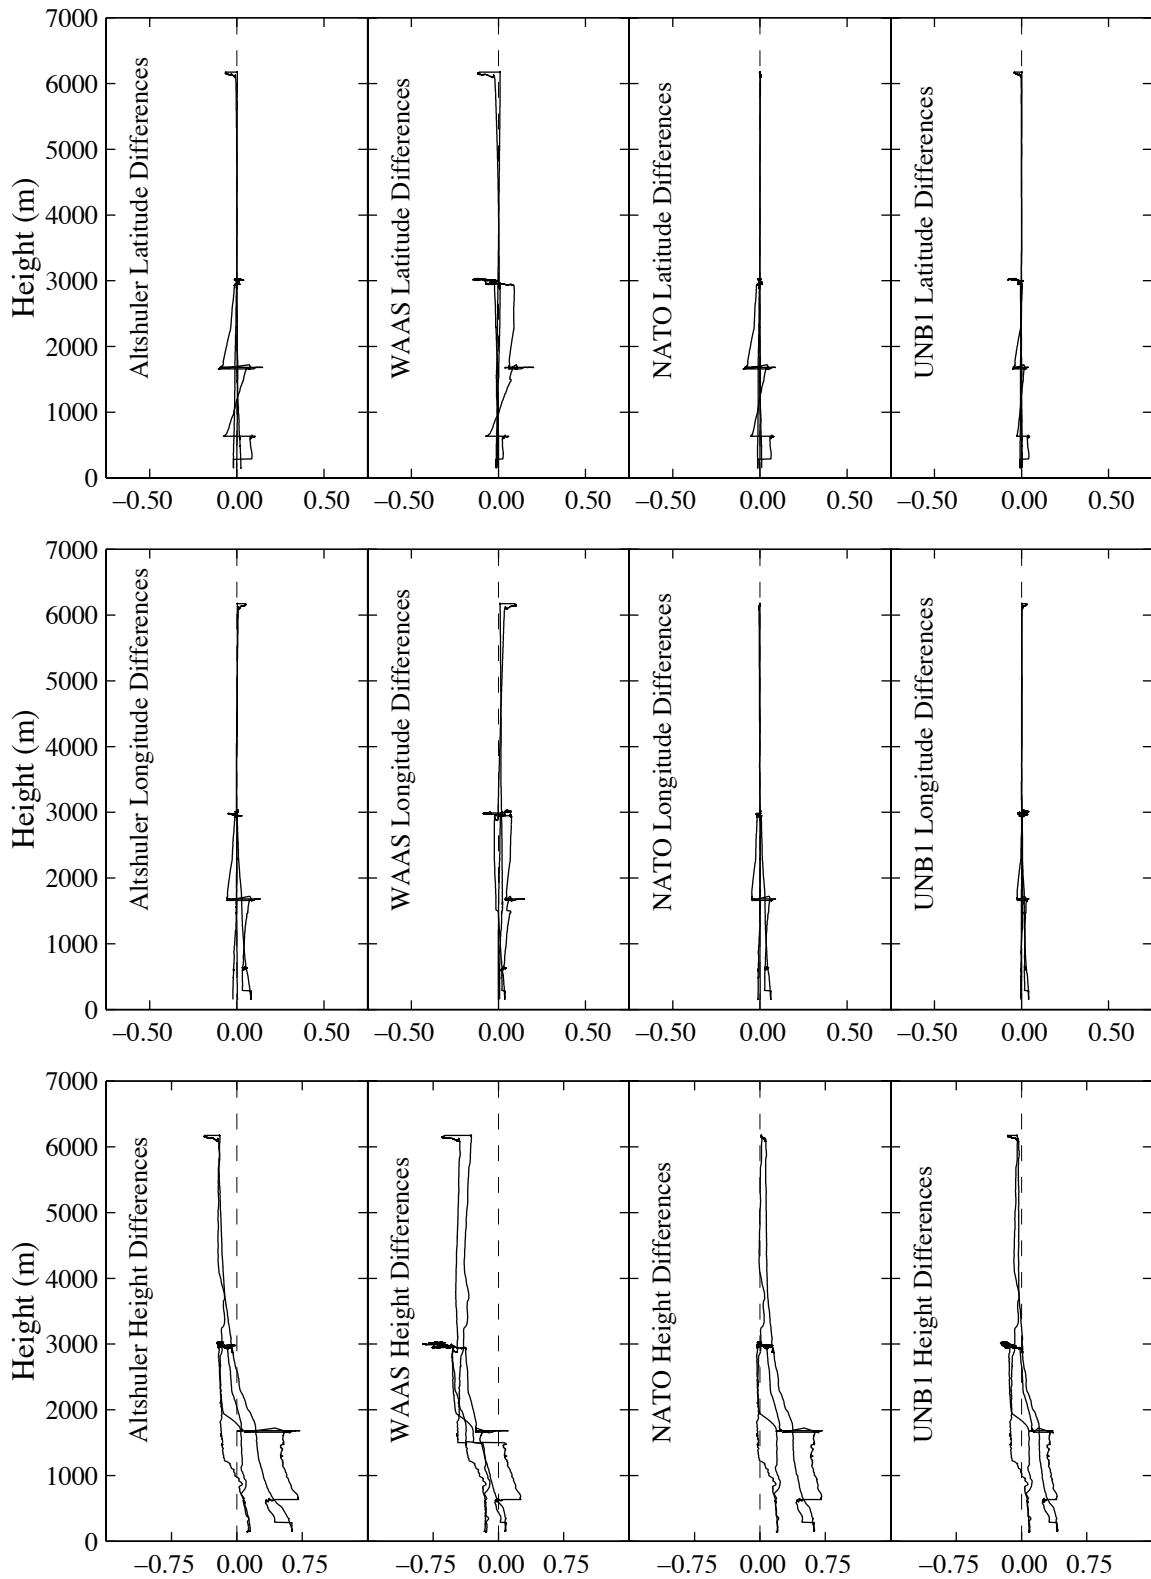 7000
6000
5000
4000
3000
2000
1000
0
Height (m)
Altshuler Latitude Differences
WAAS Latitude Differences
NATO Latitude Differences
UNB1 Latitude Differences
−0.50 0.00 0.50 −0.50 0.00 0.50 −0.50 0.00 0.50 −0.50 0.00 0.50
7000
6000
5000
4000
3000
2000
1000
0
Height (m)
Altshuler Longitude Differences
WAAS Longitude Differences
NATO Longitude Differences
UNB1 Longitude Differences
−0.50 0.00 0.50 −0.50 0.00 0.50 −0.50 0.00 0.50 −0.50 0.00 0.50
7000
6000
5000
4000
3000
2000
1000
0
Height (m)
Altshuler Height Differences
WAAS Height Differences
NATO Height Differences
UNB1 Height Differences
−0.75 0.00 0.75 −0.75 0.00 0.75 −0.75 0.00 0.75 −0.75 0.00 0.75